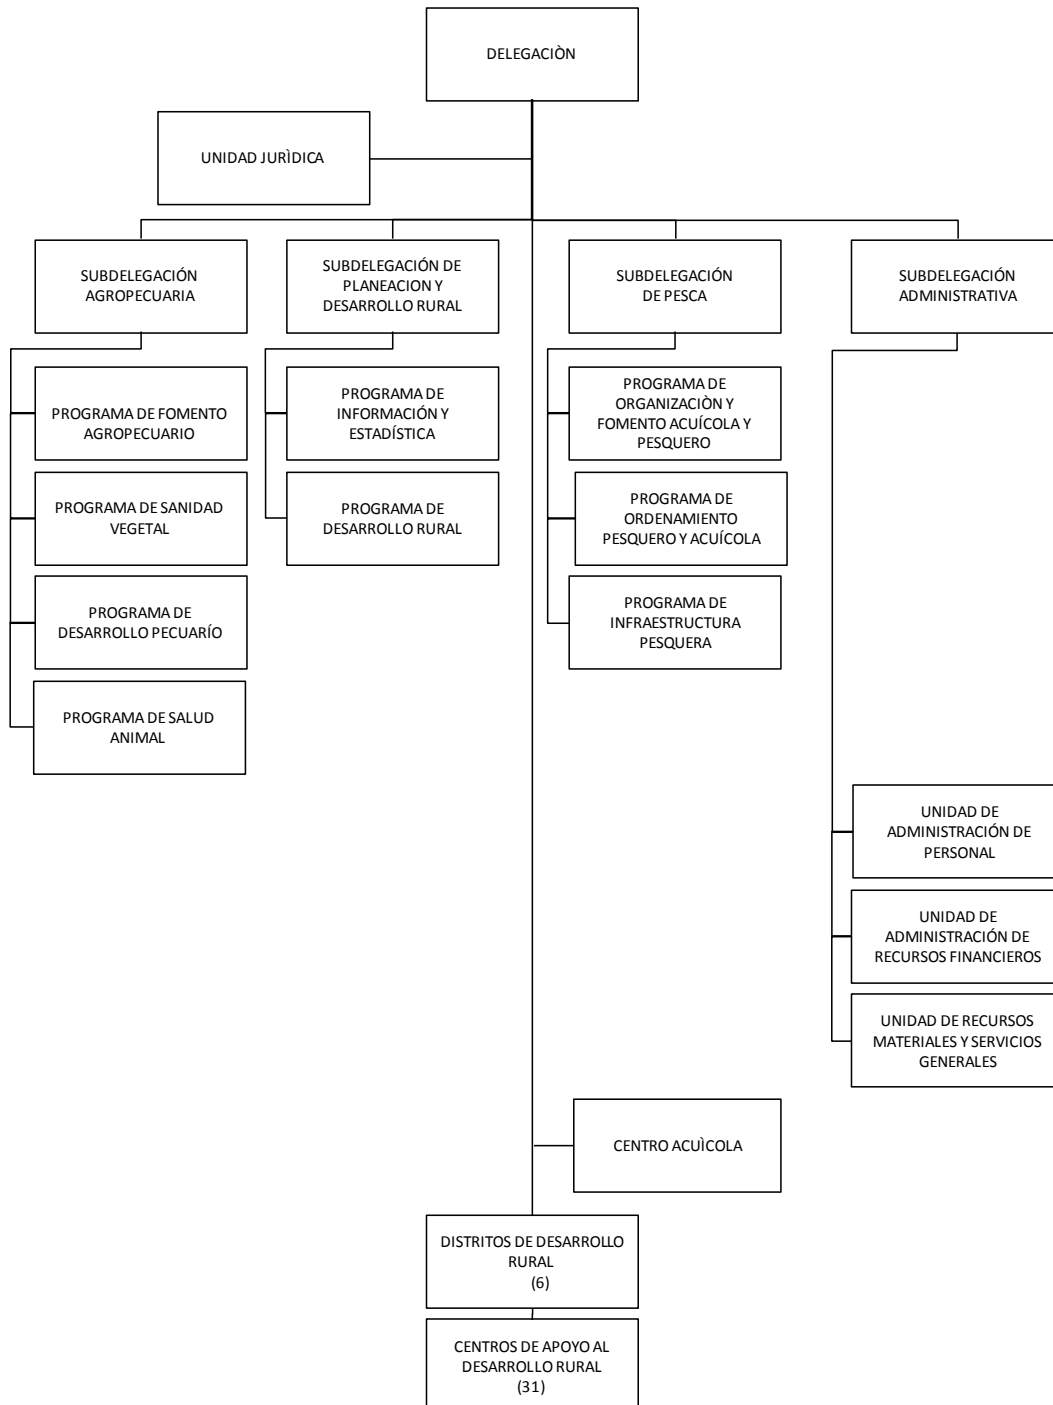 DELEGACIÒN
UNIDAD JURÌDICA
SUBDELEGACIÓN
AGROPECUARIA
SUBDELEGACIÓN DE
PLANEACION Y
DESARROLLO RURAL
SUBDELEGACIÓN
DE PESCA
SUBDELEGACIÓN
ADMINISTRATIVA
PROGRAMA DE FOMENTO
AGROPECUARIO
PROGRAMA DE
INFORMACIÓN Y
ESTADÍSTICA
PROGRAMA DE
ORGANIZACIÒN Y
FOMENTO ACUÍCOLA Y
PESQUERO
PROGRAMA DE SANIDAD
VEGETAL
PROGRAMA DE
DESARROLLO RURAL
PROGRAMA DE
ORDENAMIENTO
PESQUERO Y ACUÍCOLA
PROGRAMA DE
DESARROLLO PECUARÍO
PROGRAMA DE
INFRAESTRUCTURA
PESQUERA
PROGRAMA DE SALUD
ANIMAL
UNIDAD DE
ADMINISTRACIÓN DE
PERSONAL
UNIDAD DE
ADMINISTRACIÓN DE
RECURSOS FINANCIEROS
UNIDAD DE RECURSOS
MATERIALES Y SERVICIOS
GENERALES
CENTRO ACUÌCOLA
DISTRITOS DE DESARROLLO
RURAL
(6)
CENTROS DE APOYO AL
DESARROLLO RURAL
(31)